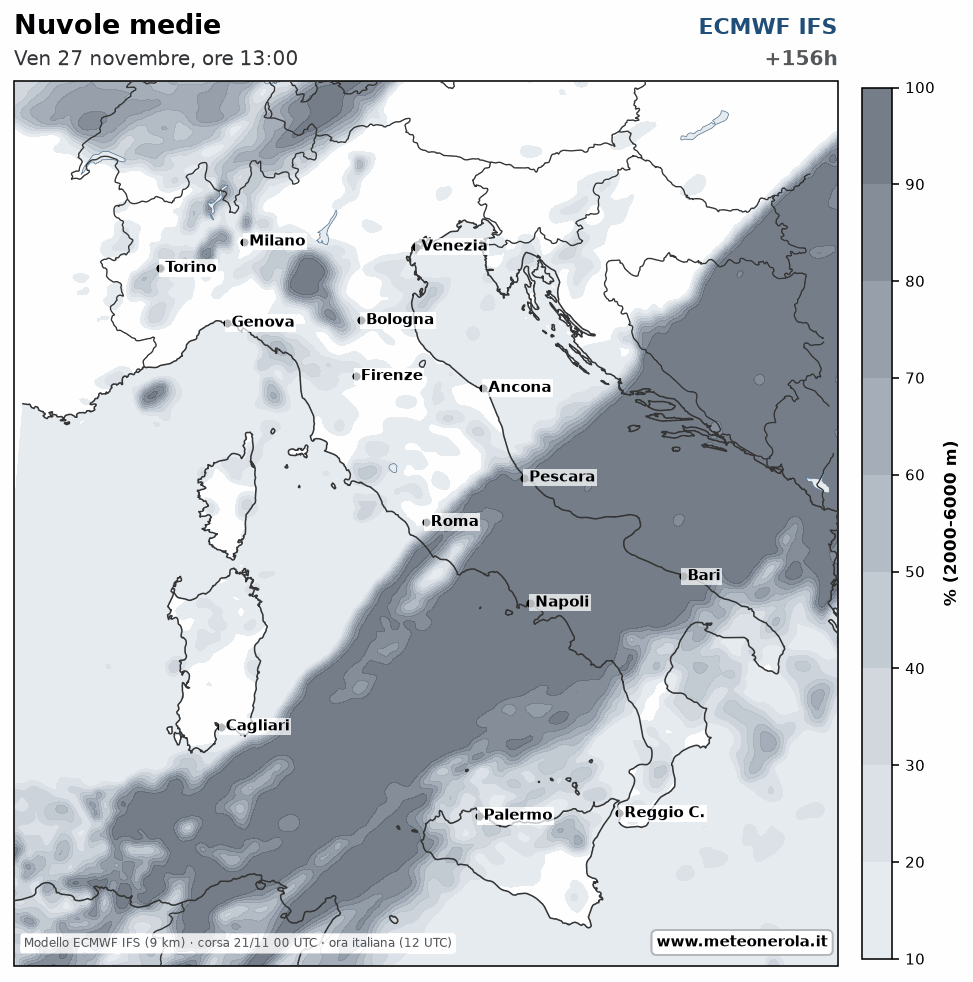 Nuvole medie
ECMWF IFS
Ven 27 novembre, ore 13:00
+156h
100
90
80
70
60
50
40
30
20
10
% (2000-6000 m)
Milano
Venezia
Torino
Genova
Bologna
Firenze
Ancona
Pescara
Roma
Bari
Napoli
Cagliari
Palermo
Reggio C.
Modello ECMWF IFS (9 km) · corsa 21/11 00 UTC · ora italiana (12 UTC)
www.meteonerola.it